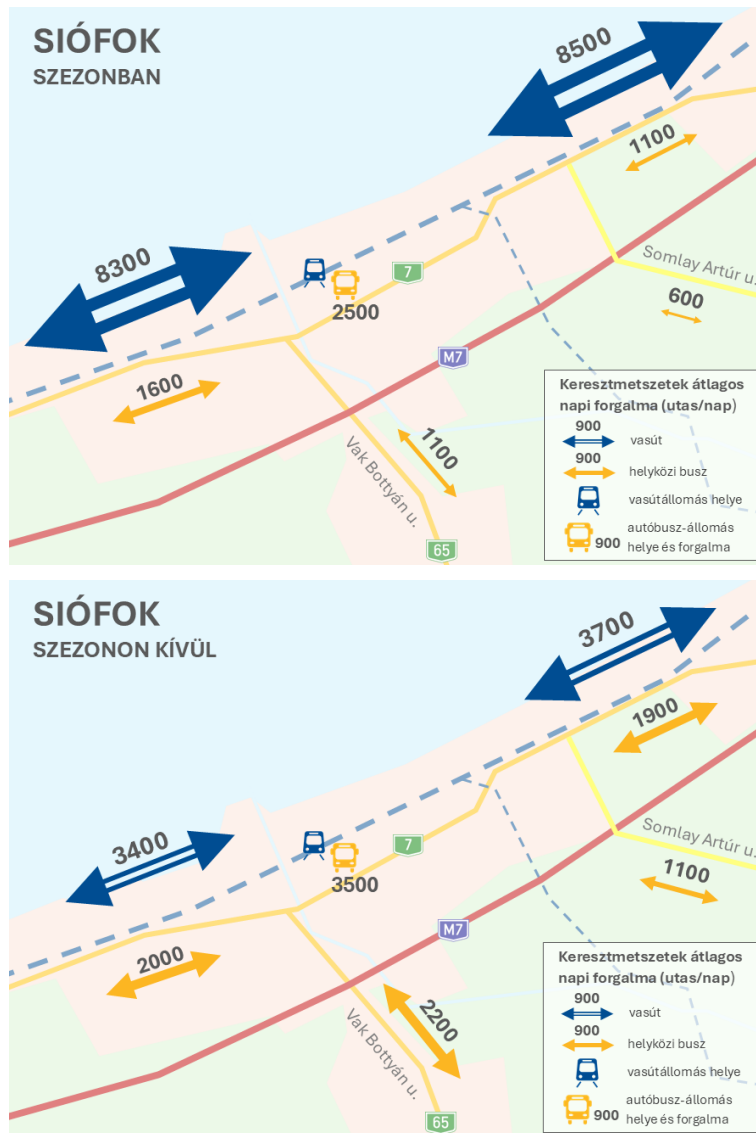 SIÓFOK
SZEZONBAN
8500
1100
8300
7
Somlay Artúr u.
600
2500
M7
1600
1100
Vak Bottyán u.
65
Keresztmetszetek átlagos
napi forgalma (utas/nap)
900
vasút
900
helyközi busz
vasútállomás helye
autóbusz-állomás
900 helye és forgalma
SIÓFOK
SZEZONON KÍVÜL
3700
1900
3400
7
Somlay Artúr u.
1100
3500
M7
2000
2200
Vak Bottyán u.
65
Keresztmetszetek átlagos
napi forgalma (utas/nap)
900
vasút
900
helyközi busz
vasútállomás helye
autóbusz-állomás
900 helye és forgalma